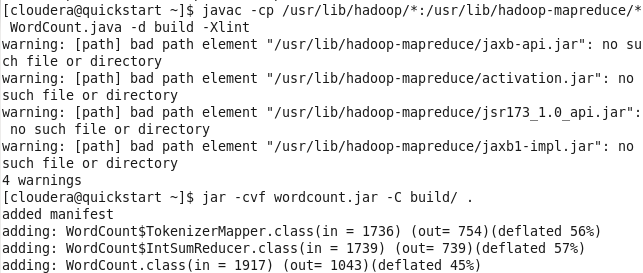 [cloudera@quickstart ~]$ javac -cp /usr/lib/hadoop/*:/usr/lib/hadoop-mapreduce/*
 WordCount.java -d build -Xlint
warning: [path] bad path element "/usr/lib/hadoop-mapreduce/jaxb-api.jar": no su
ch file or directory
warning: [path] bad path element "/usr/lib/hadoop-mapreduce/activation.jar": no
such file or directory
warning: [path] bad path element "/usr/lib/hadoop-mapreduce/jsr173_1.0_api.jar":
 no such file or directory
warning: [path] bad path element "/usr/lib/hadoop-mapreduce/jaxb1-impl.jar": no
such file or directory
4 warnings
[cloudera@quickstart ~]$ jar -cvf wordcount.jar -C build/ .
added manifest
adding: WordCount$TokenizerMapper.class(in = 1736) (out= 754)(deflated 56%)
adding: WordCount$IntSumReducer.class(in = 1739) (out= 739)(deflated 57%)
adding: WordCount.class(in = 1917) (out= 1043)(deflated 45%)